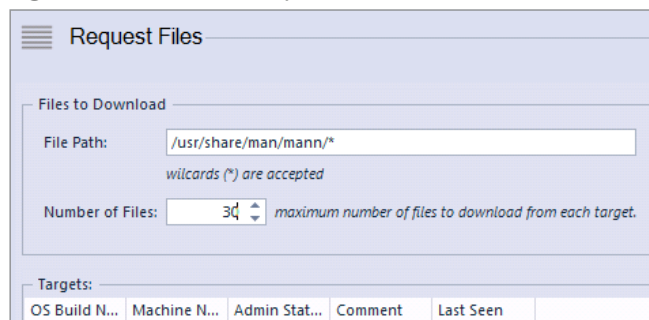 Request Files
Files to Download
File Path: /usr/share/man/mann/*
wilcards (*) are accepted
Number of Files: 30 maximum number of files to download from each target.
Targets:
OS Build N... Machine N... Admin Stat... Comment Last Seen